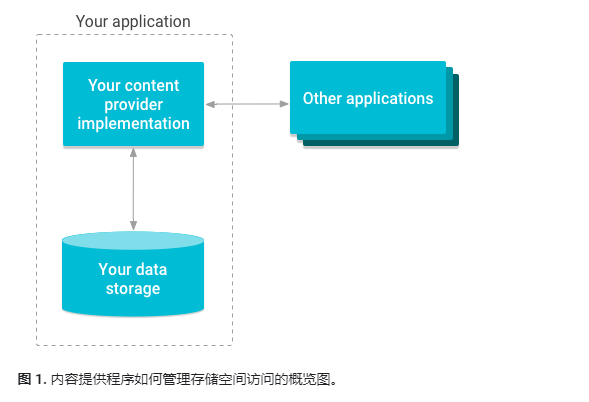 Your application
Your content
provider
implementation
Other applications
Your data
storage
图 1. 内容提供程序如何管理存储空间访问的概览图。